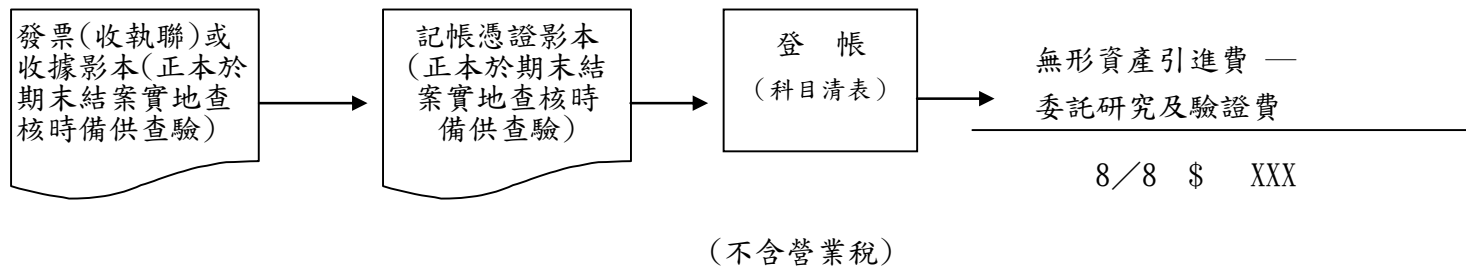 發票(收執聯)或
收據影本(正本於
期末結案實地查
核時備供查驗)
記帳憑證影本
(正本於期末結
案實地查核時
備供查驗)
登 帳
(科目清表)
無形資產引進費 —
委託研究及驗證費
8／8 $ XXX
(不含營業稅)